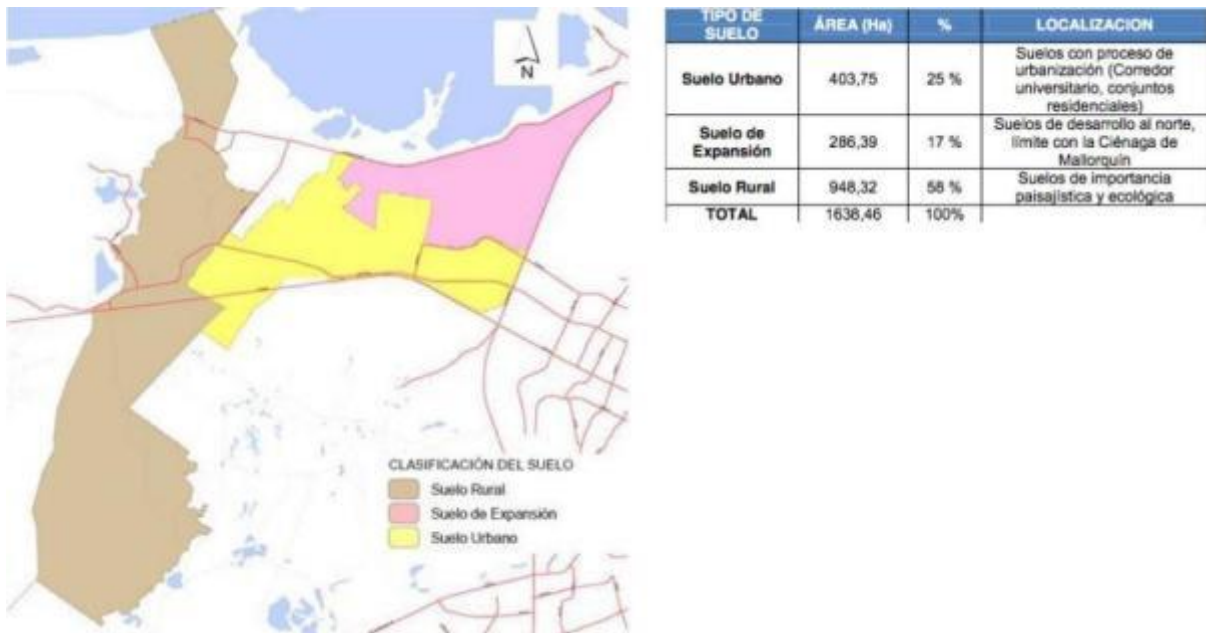 N
CLASIFICACIÓN DEL SUELO
Suelo Rural
Suelo de Expansión
Suelo Urbano
TIPO DE SUELO ÁREA (Ha) % LOCALIZACION
Suelo Urbano 403,75 25 % Suelos con proceso de
urbanización (Corredor
universitario, conjuntos
residenciales)
Suelo de Expansión 286,39 17 % Suelos de desarrollo al norte,
límite con la Ciénaga de
Mallorquín
Suelo Rural 948,32 58 % Suelos de importancia
paisajística y ecológica
TOTAL 1638,46 100%